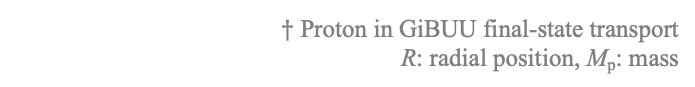 † Proton in GiBUU final-state transport
R: radial position, Mp: mass